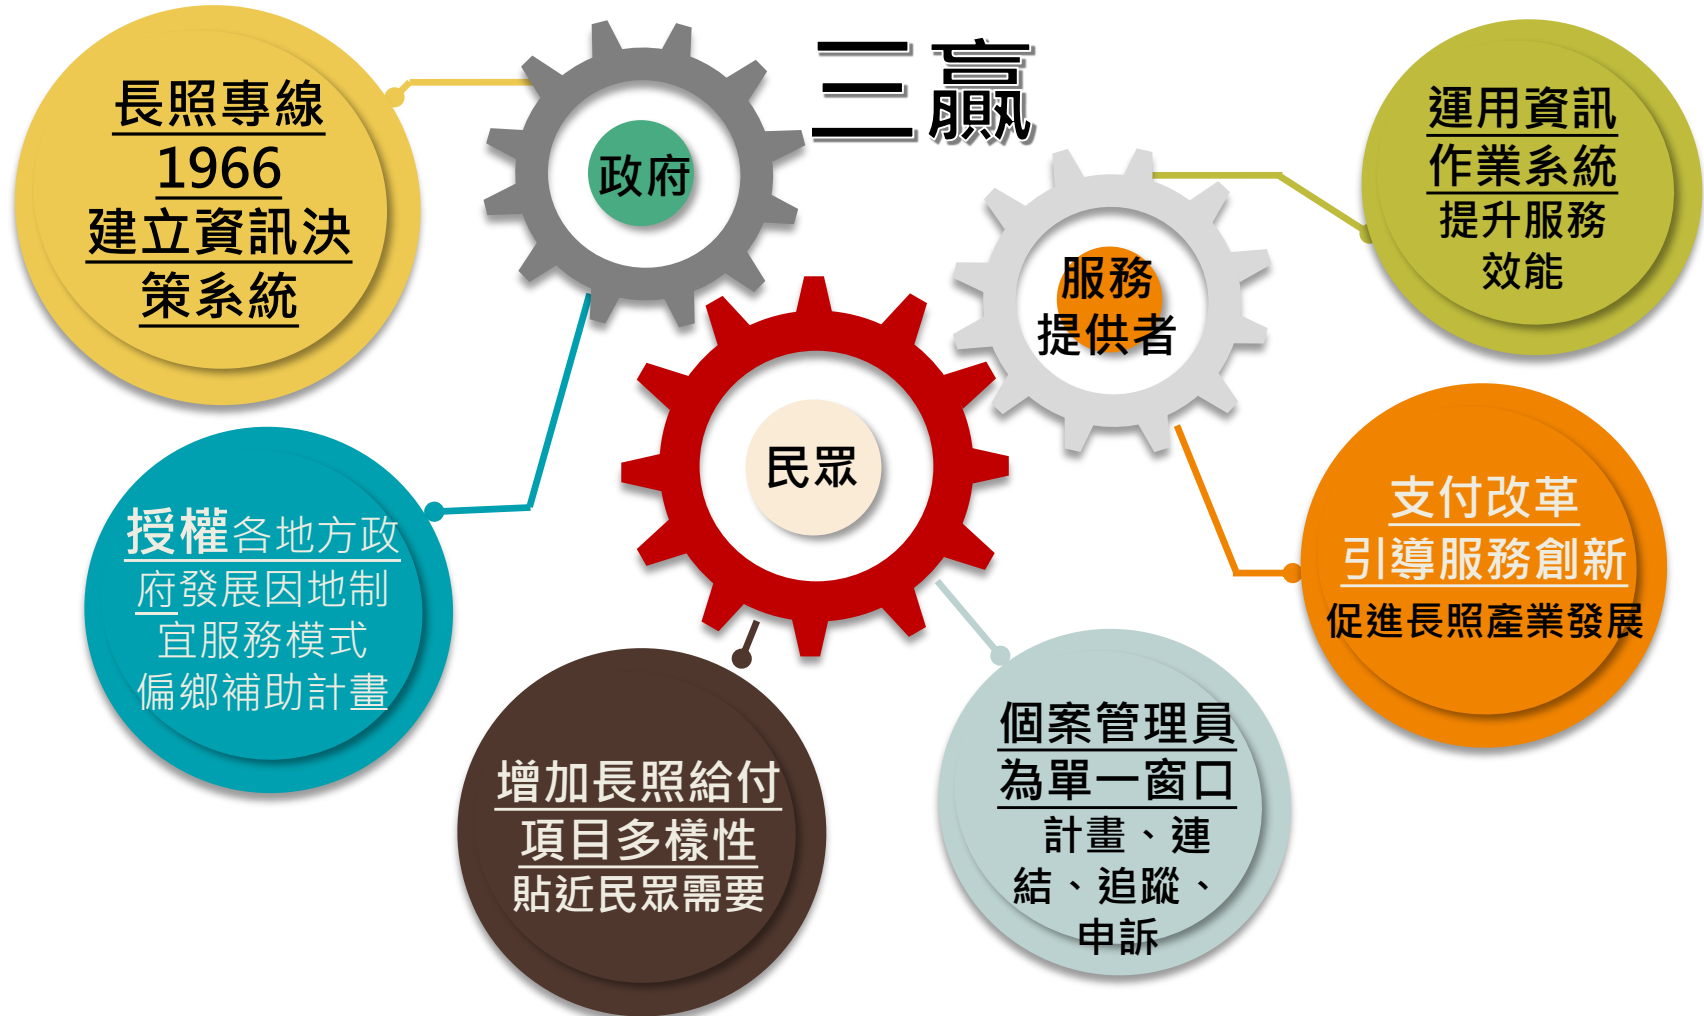 三贏
長照專線
1966
建立資訊決
策系統
政府
服務
提供者
運用資訊
作業系統
提升服務
效能
民眾
授權各地方政
府發展因地制
宜服務模式
偏鄉補助計畫
支付改革
引導服務創新
促進長照產業發展
增加長照給付
項目多樣性
貼近民眾需要
個案管理員
為單一窗口
計畫、連
結、追蹤、
申訴